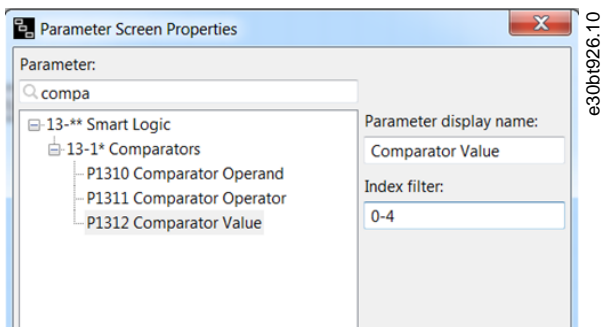 Parameter Screen Properties
Parameter:
compa
13-** Smart Logic
13-1* Comparators
P1310 Comparator Operand
P1311 Comparator Operator
P1312 Comparator Value
Parameter display name:
Comparator Value
Index filter:
0-4
e30bt926.10